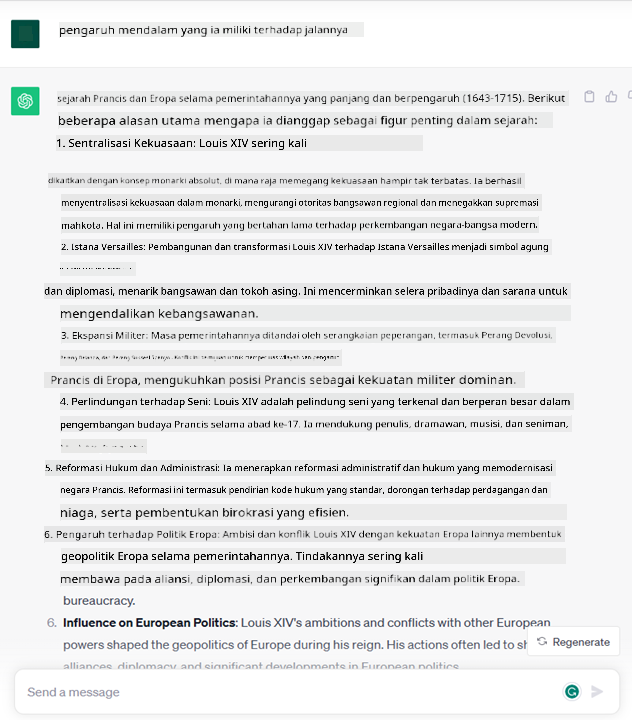 pengaruh mendalam yang ia miliki terhadap jalannya
sejarah Prancis dan Eropa selama pemerintahannya yang panjang dan berpengaruh (1643-1715). Berikut
beberapa alasan utama mengapa ia dianggap sebagai figur penting dalam sejarah:
1. Sentralisasi Kekuasaan: Louis XIV sering kali
dikaitkan dengan konsep monarki absolut, di mana raja memegang kekuasaan hampir tak terbatas. Ia berhasil
menyentralisasi kekuasaan dalam monarki, mengurangi otoritas bangsawan regional dan menegakkan supremasi
mahkota. Hal ini memiliki pengaruh yang bertahan lama terhadap perkembangan negara-bangsa modern.
2. Istana Versailles: Pembangunan dan transformasi Louis XIV terhadap Istana Versailles menjadi simbol agung
dan diplomasi, menarik bangsawan dan tokoh asing. Ini mencerminkan selera pribadinya dan sarana untuk
mengendalikan kebangsawanan.
3. Ekspansi Militer: Masa pemerintahannya ditandai oleh serangkaian peperangan, termasuk Perang Devolusi,
Prancis di Eropa, mengukuhkan posisi Prancis sebagai kekuatan militer dominan.
4. Perlindungan terhadap Seni: Louis XIV adalah pelindung seni yang terkenal dan berperan besar dalam
pengembangan budaya Prancis selama abad ke-17. Ia mendukung penulis, dramawan, musisi, dan seniman,
5. Reformasi Hukum dan Administrasi: Ia menerapkan reformasi administratif dan hukum yang memodernisasi
negara Prancis. Reformasi ini termasuk pendirian kode hukum yang standar, dorongan terhadap perdagangan dan
niaga, serta pembentukan birokrasi yang efisien.
6. Pengaruh terhadap Politik Eropa: Ambisi dan konflik Louis XIV dengan kekuatan Eropa lainnya membentuk
geopolitik Eropa selama pemerintahannya. Tindakannya sering kali
membawa pada aliansi, diplomasi, dan perkembangan signifikan dalam politik Eropa.
bureaucracy.
6. Influence on European Politics: Louis XIV's ambitions and conflicts with other European
powers shaped the geopolitics of Europe during his reign. His actions often led to sh
alliances, diplomacy, and significant developments in European politics.
Regenerate
Send a message